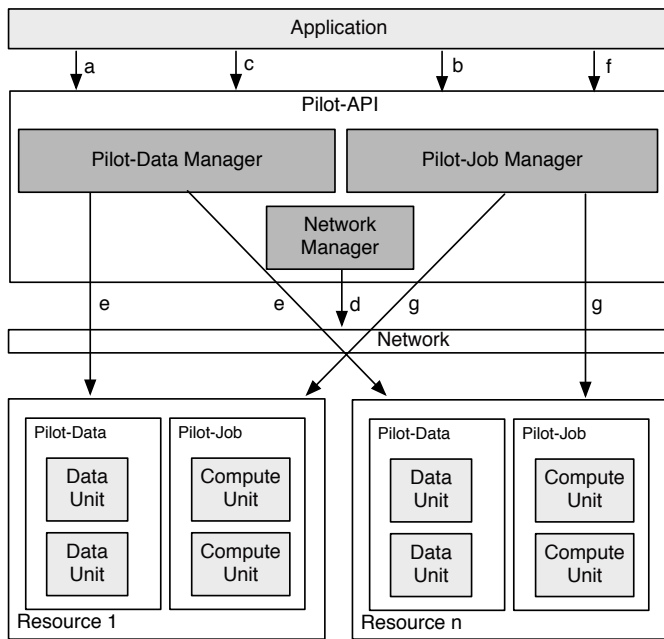 Application
a c b f
Pilot-API
Pilot-Data Manager Pilot-Job Manager
Network
Manager
e e d g g
Network
Pilot-Data Pilot-Job Pilot-Data Pilot-Job
Data Compute Data Compute
Unit Unit Unit Unit
Data Compute Data Compute
Unit Unit Unit Unit
Resource 1 Resource n